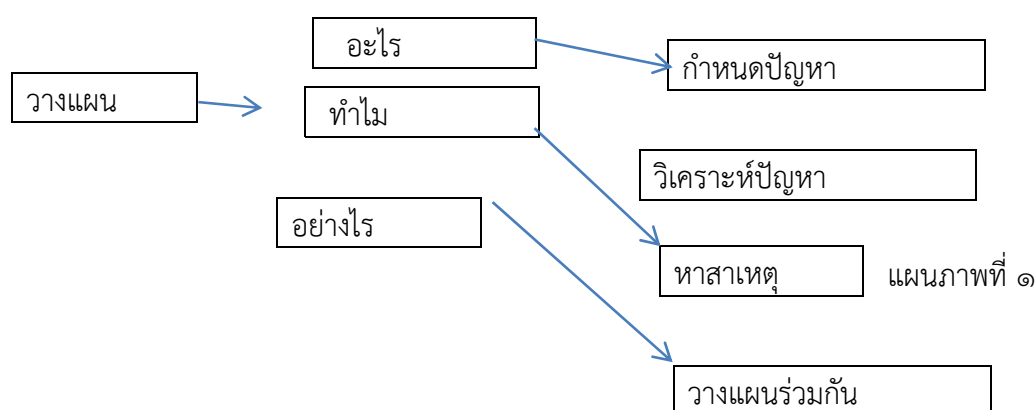 อะไร
กำหนดปัญหา
วางแผน
ทำไม
วิเคราะห์ปัญหา
อย่างไร
หาสาเหตุ
แผนภาพที่ ๑
วางแผนร่วมกัน